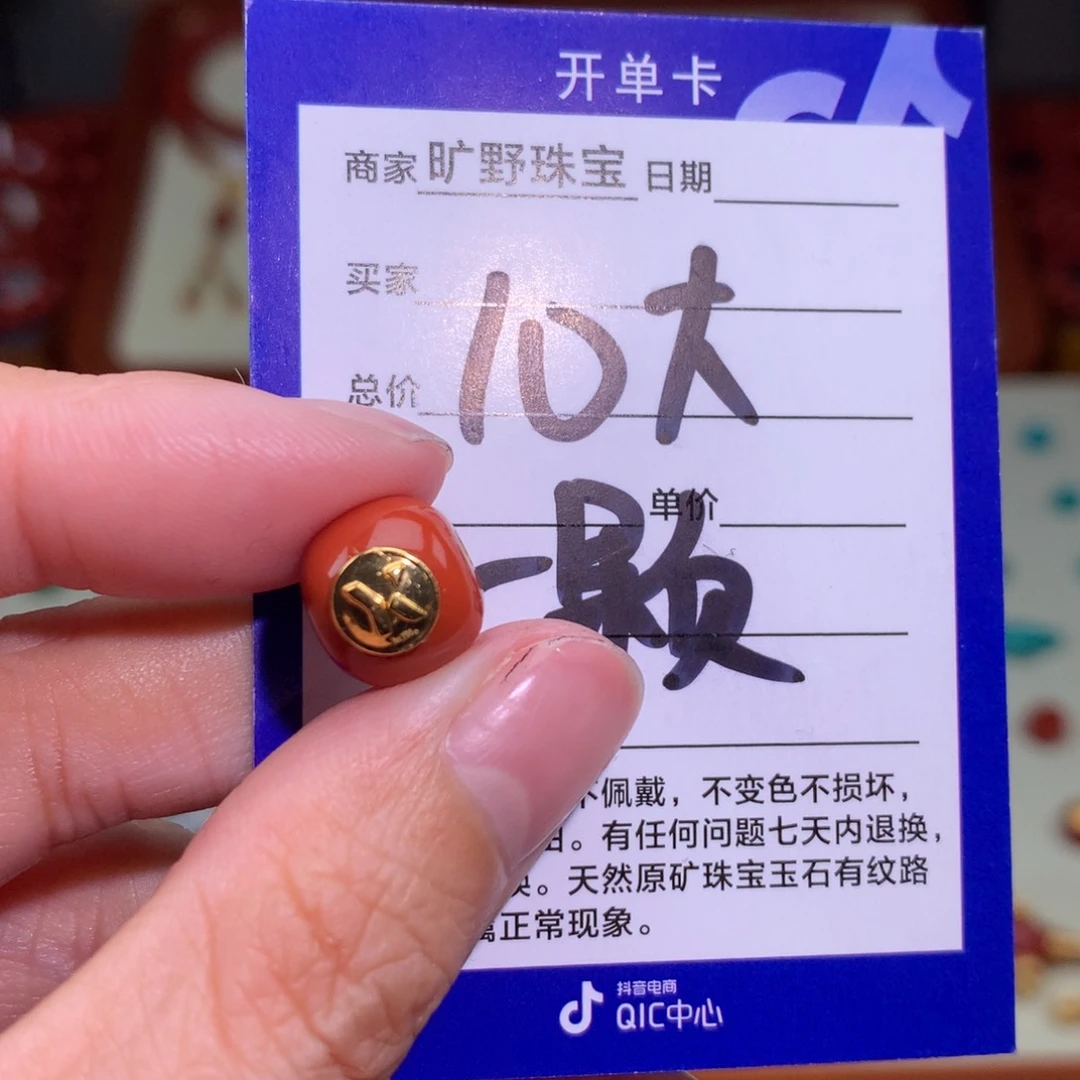 开单卡
商家 旷野珠宝 日期
买家
10大
总价
单价
一颗
不佩戴，不变色不损坏，
。有任何问题七天内退换，
换。天然原矿珠宝玉石有纹路
属正常现象。
抖音电商
QIC中心